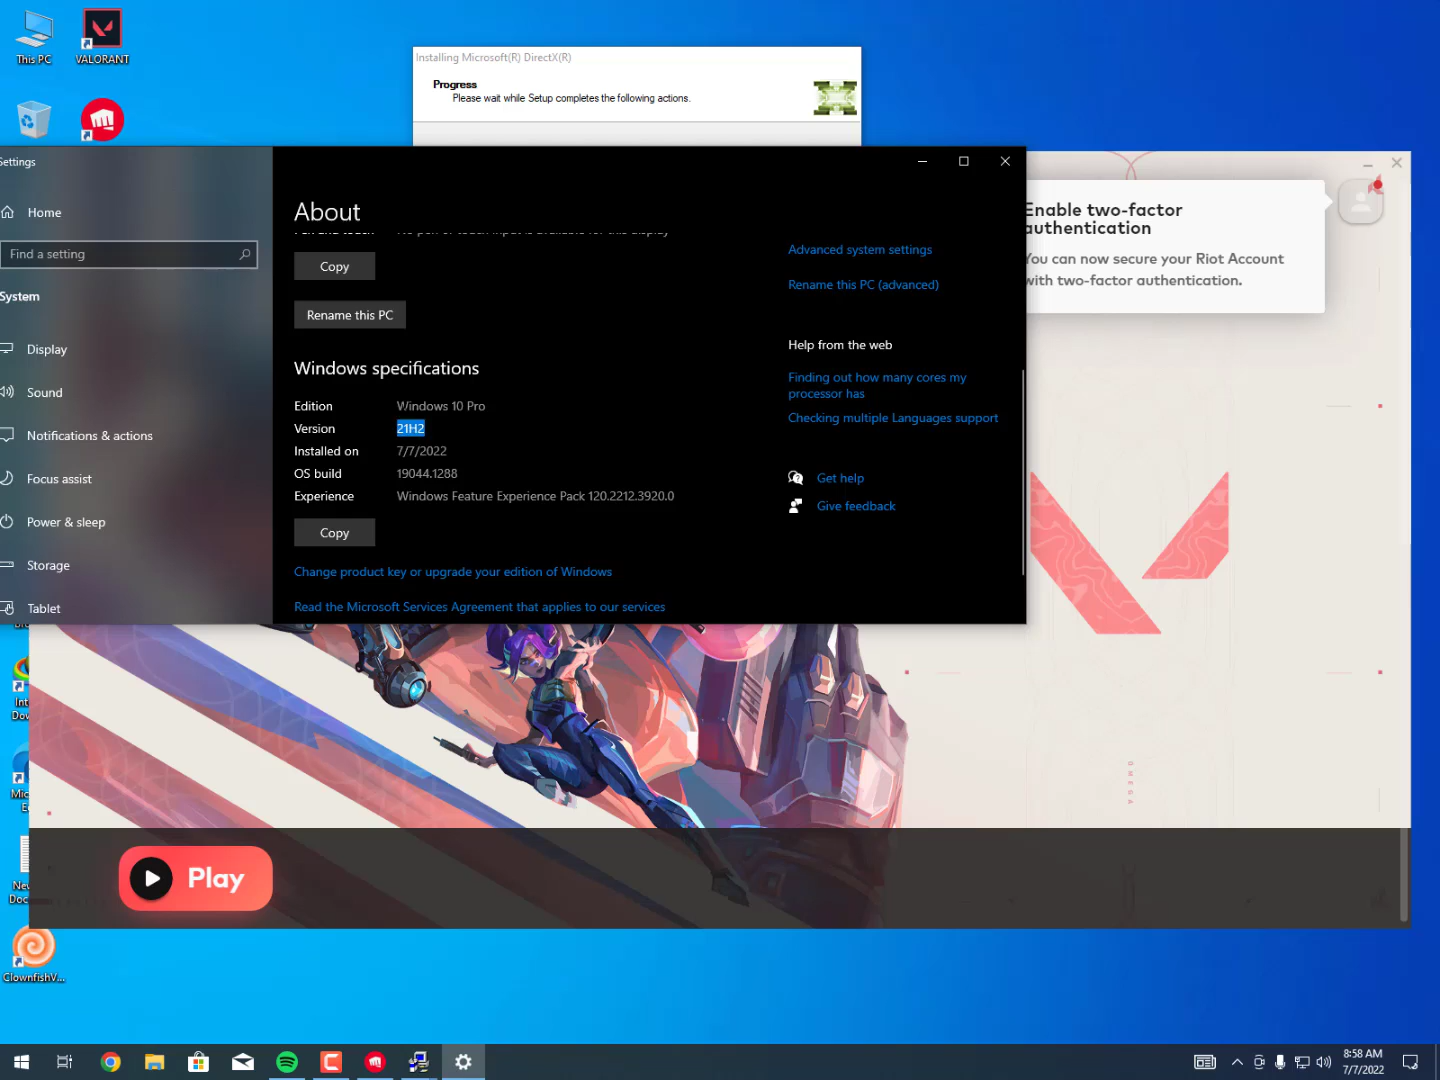 This PC
VALORANT
Installing Microsoft(R) DirectX(R)
Progress
Please wait while Setup completes the following actions.
Settings
Home
Find a setting
System
Display
Sound
Notifications & actions
Focus assist
Power & sleep
Storage
Tablet
About
Copy
Rename this PC
Windows specifications
Edition Windows 10 Pro
Version 21H2
Installed on 7/7/2022
OS build 19044.1288
Experience Windows Feature Experience Pack 120.2212.3920.0
Copy
Change product key or upgrade your edition of Windows
Read the Microsoft Services Agreement that applies to our services
Advanced system settings
Rename this PC (advanced)
Help from the web
Finding out how many cores my
processor has
Checking multiple Languages support
Get help
Give feedback
Enable two-factor
authentication
You can now secure your Riot Account
with two-factor authentication.
OMEGA
Int
Dow
Mic
E
New
Doc
ClownfishV...
Play
8:58 AM
7/7/2022